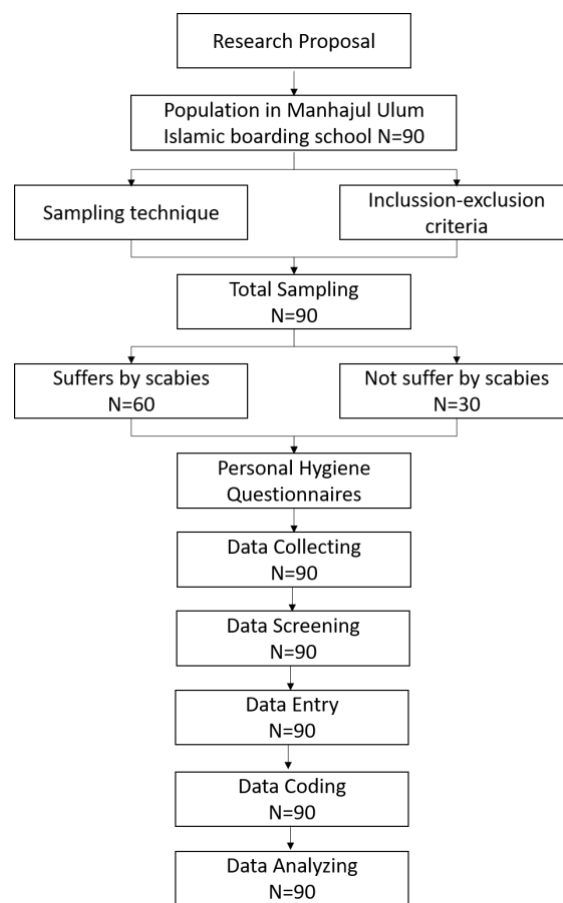 Research Proposal
Population in Manhajul Ulum
Islamic boarding school N=90
Sampling technique
Inclussion-exclusion
criteria
Total Sampling
N=90
Suffers by scabies
N=60
Not suffer by scabies
N=30
Personal Hygiene
Questionnaires
Data Collecting
N=90
Data Screening
N=90
Data Entry
N=90
Data Coding
N=90
Data Analyzing
N=90